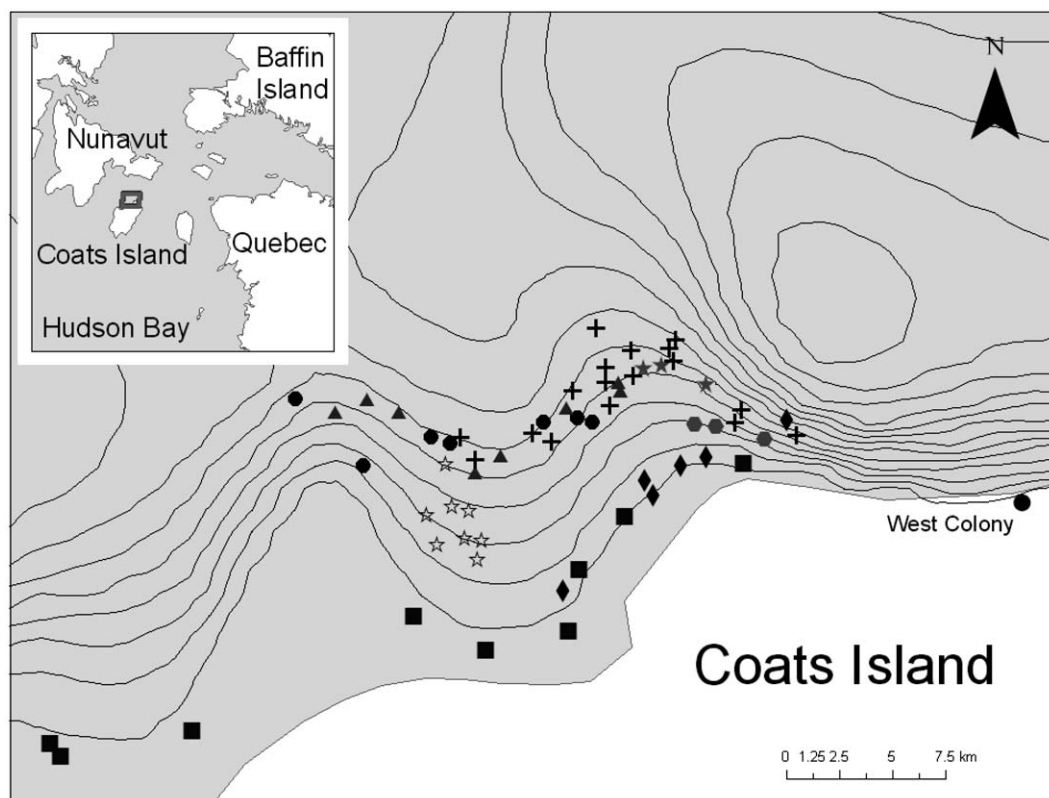 Baffin
Island
Nunavut
Coats Island
Quebec
Hudson Bay
N
West Colony
Coats Island
0 1.25 2.5 5 7.5 km